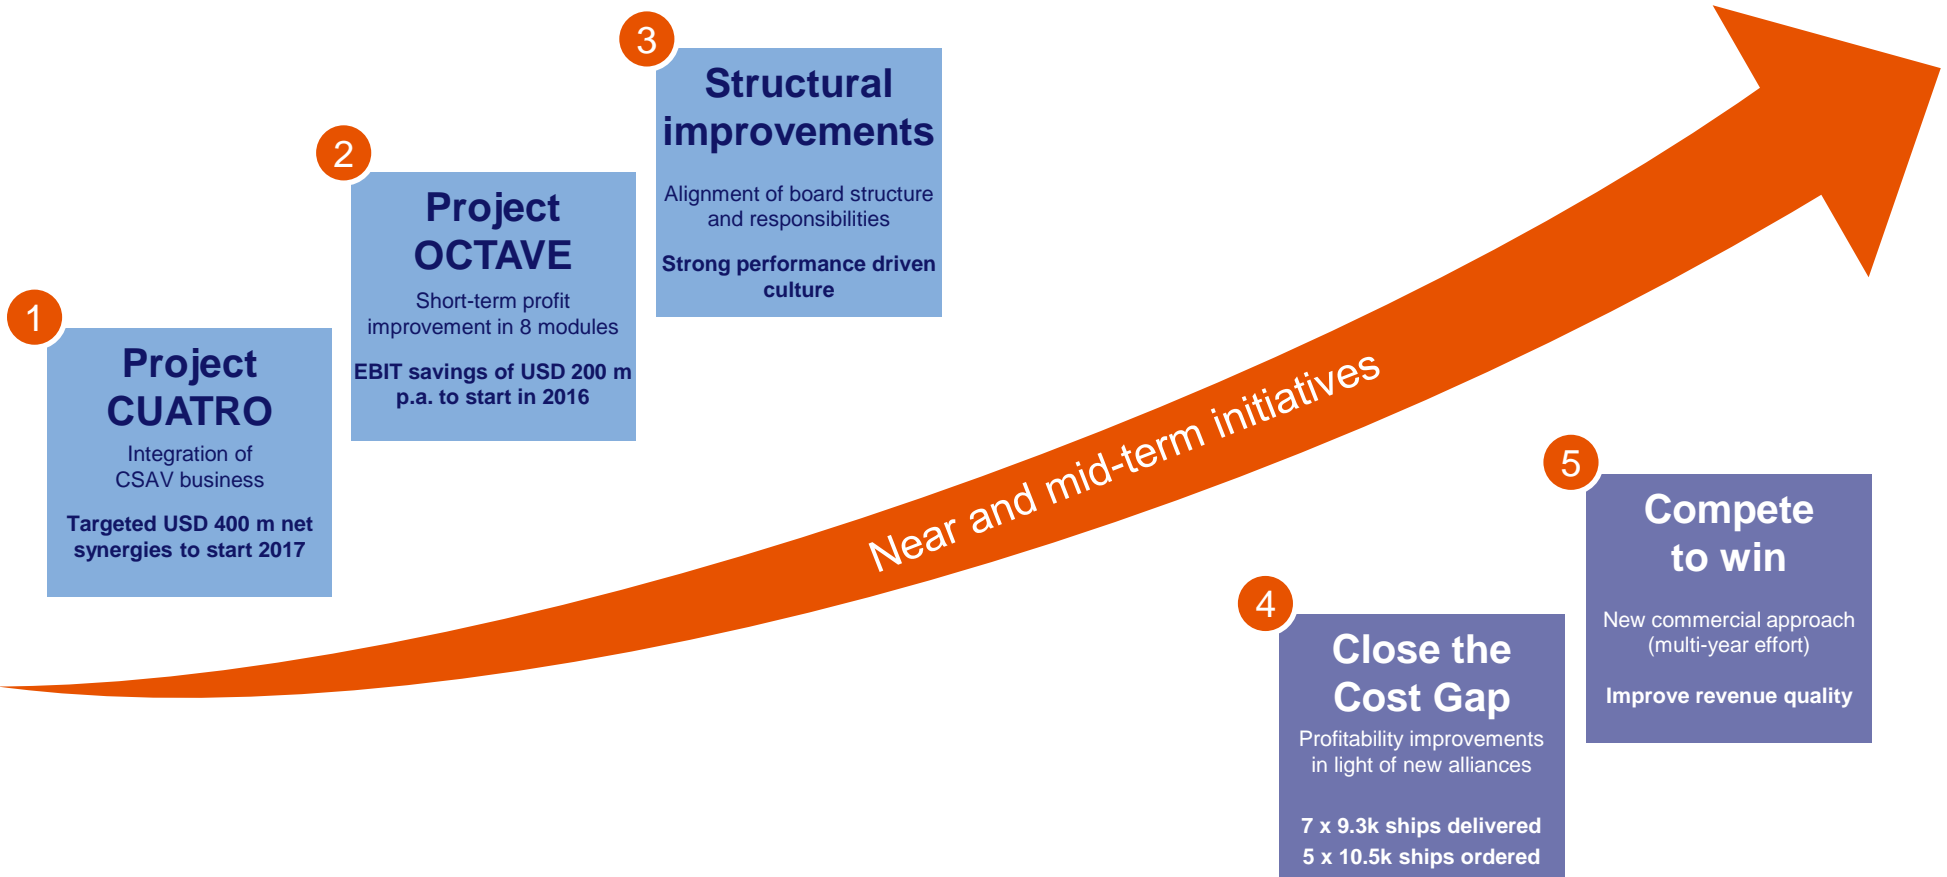 1
Project
CUATRO
Integration of
CSAV business
Targeted USD 400 m net
synergies to start 2017
2
Project
OCTAVE
Short-term profit
improvement in 8 modules
EBIT savings of USD 200 m
p.a. to start in 2016
3
Structural
improvements
Alignment of board structure
and responsibilities
Strong performance driven
culture
Near and mid-term initiatives
4
Close the
Cost Gap
Profitability improvements
in light of new alliances
7 x 9.3k ships delivered
5 x 10.5k ships ordered
5
Compete
to win
New commercial approach
(multi-year effort)
Improve revenue quality